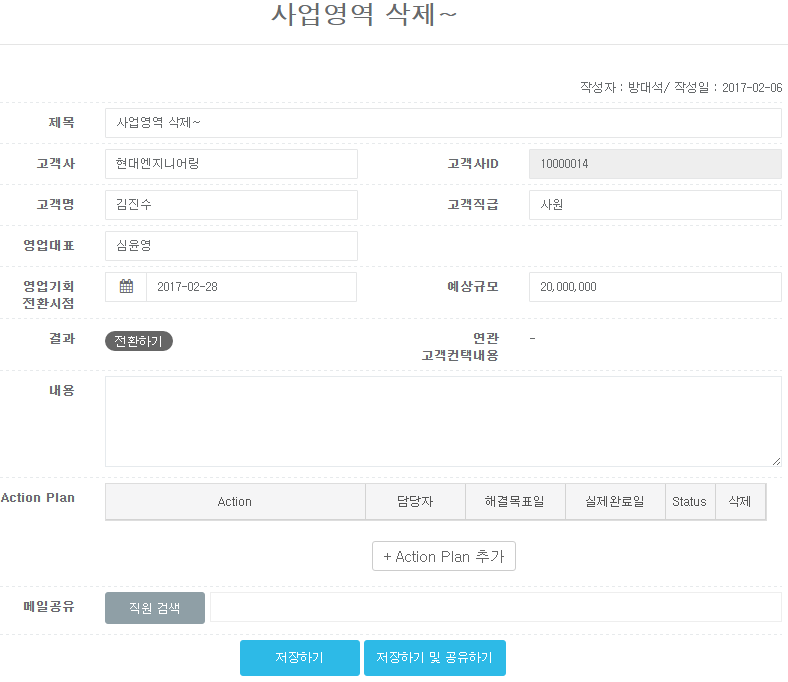 사업영역 삭제~
작성자 : 방대석/ 작성일 : 2017-02-06
제목 사업영역 삭제~
고객사 현대엔지니어링 고객사ID 10000014
고객명 김진수 고객직급 사원
영업대표 심윤영
영업기회
전환시점 2017-02-28 예상규모 20,000,000
결과 전환하기 연관
고객컨텍내용 -
내용
Action Plan Action 담당자 해결목표일 실제완료일 Status 삭제
+ Action Plan 추가
메일공유 직원 검색
저장하기 저장하기 및 공유하기